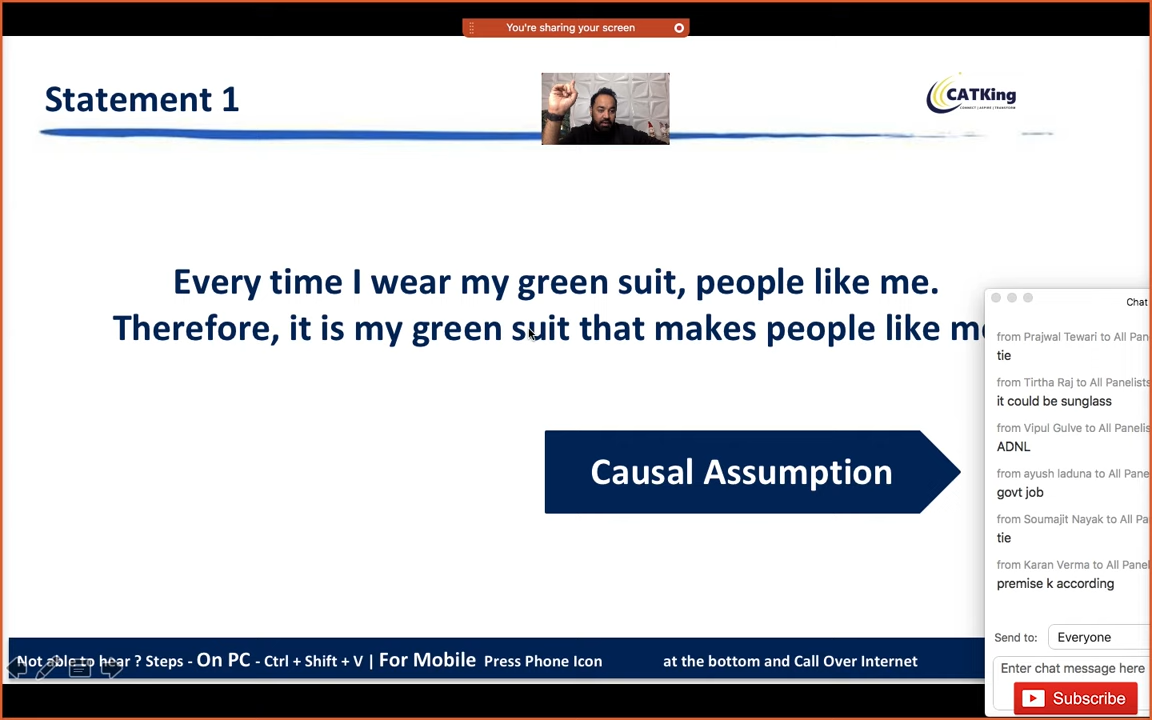 You're sharing your screen
Statement 1
CATKing
CONNECT | ASPIRE | TRANSITION
Every time I wear my green suit, people like me.
Therefore, it is my green suit that makes people like me
Causal Assumption
Chat
from Prajwal Tewari to All Pan
tie
from Tirtha Raj to All Panelists
it could be sunglass
from Vipul Gulve to All Panelis
ADNL
from ayush laduna to All Pane
govt job
from Soumajit Nayak to All Pa
tie
from Karan Verma to All Panel
premise k according
Send to: Everyone
Enter chat message here
Subscribe
Not able to hear ? Steps - On PC - Ctrl + Shift + V | For Mobile Press Phone Icon at the bottom and Call Over Internet